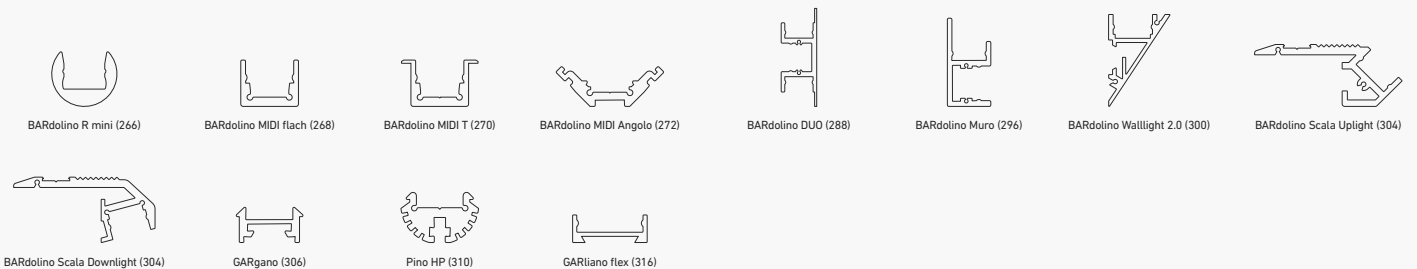 BARdolino R mini (266)
BARdolino MIDI flach (268)
BARdolino MIDI T (270)
BARdolino MIDI Angolo (272)
BARdolino DUO (288)
BARdolino Muro (296)
BARdolino Walllight 2.0 (300)
BARdolino Scala Uplight (304)
BARdolino Scala Downlight (304)
GARgano (306)
Pino HP (310)
GARliano flex (316)